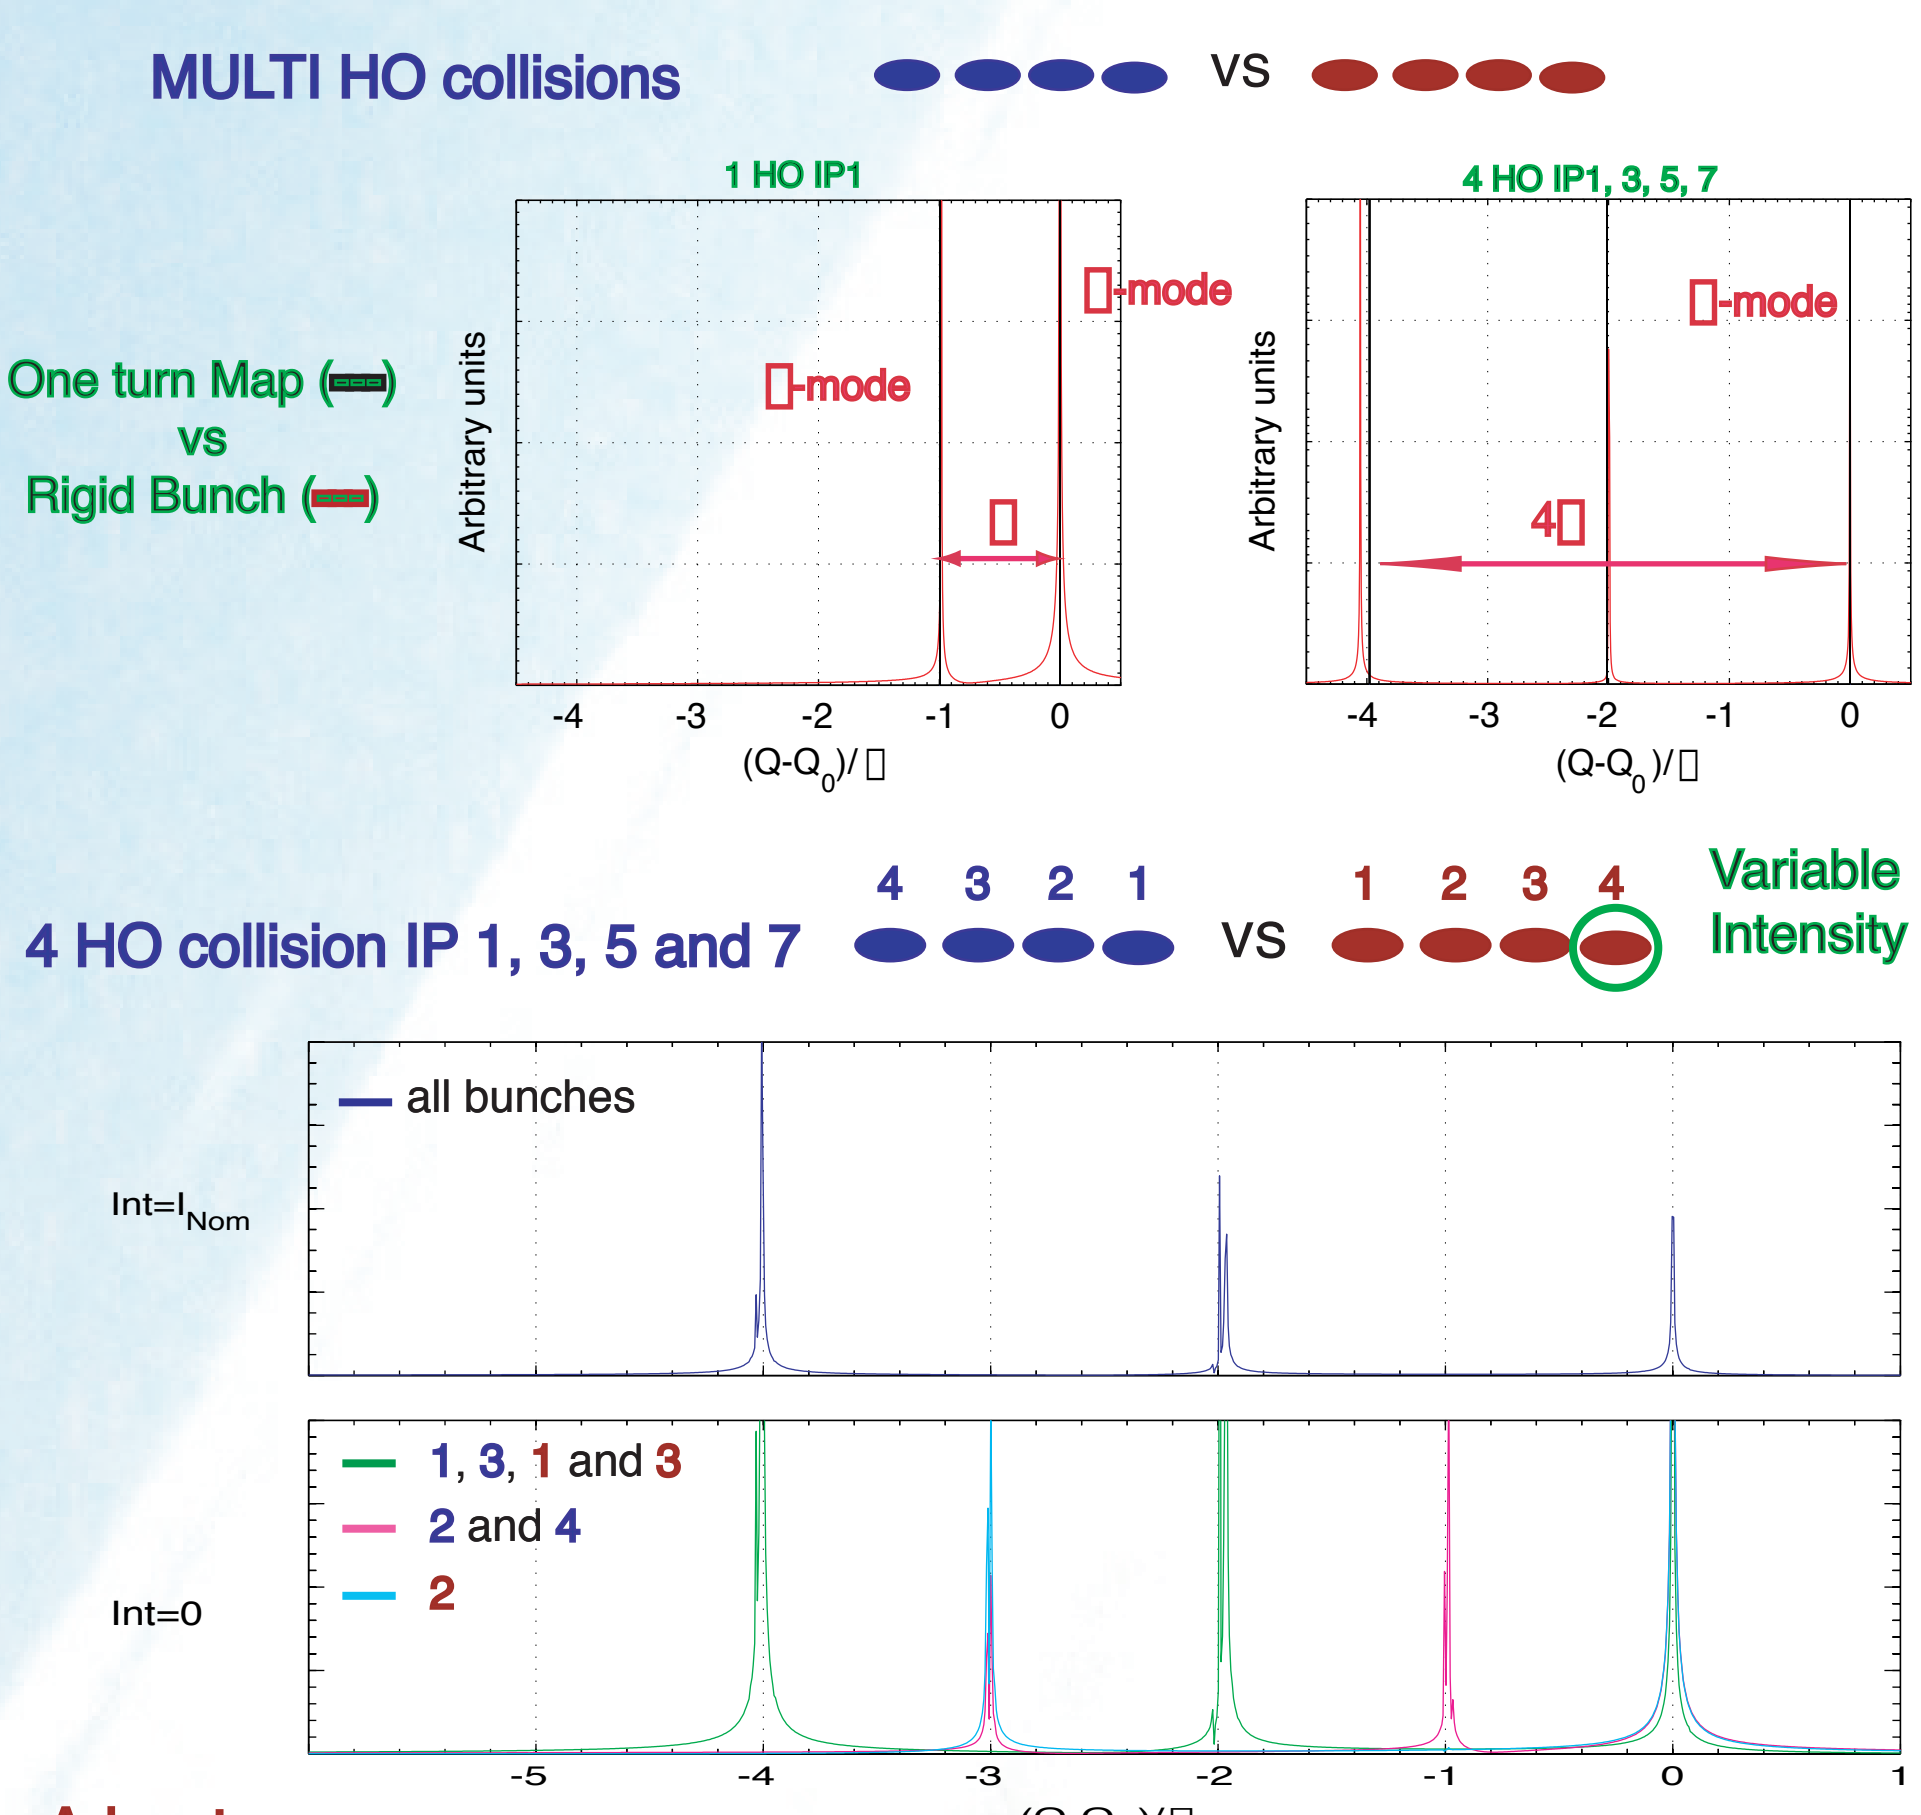 MULTI HO collisions
vs
1 HO IP1
4 HO IP1, 3, 5, 7
One turn Map (---)
vs
Rigid Bunch (---)
Arbitrary units
▯-mode
▯-mode
▯
-4 -3 -2 -1 0
(Q-Q0)/▯
Arbitrary units
▯-mode
4▯
-4 -3 -2 -1 0
(Q-Q0)/▯
4 HO collision IP 1, 3, 5 and 7
4 3 2 1
vs
1 2 3 4
Variable
Intensity
Int=INom
all bunches
Int=0
1, 3, 1 and 3
2 and 4
2
-5 -4 -3 -2 -1 0 1